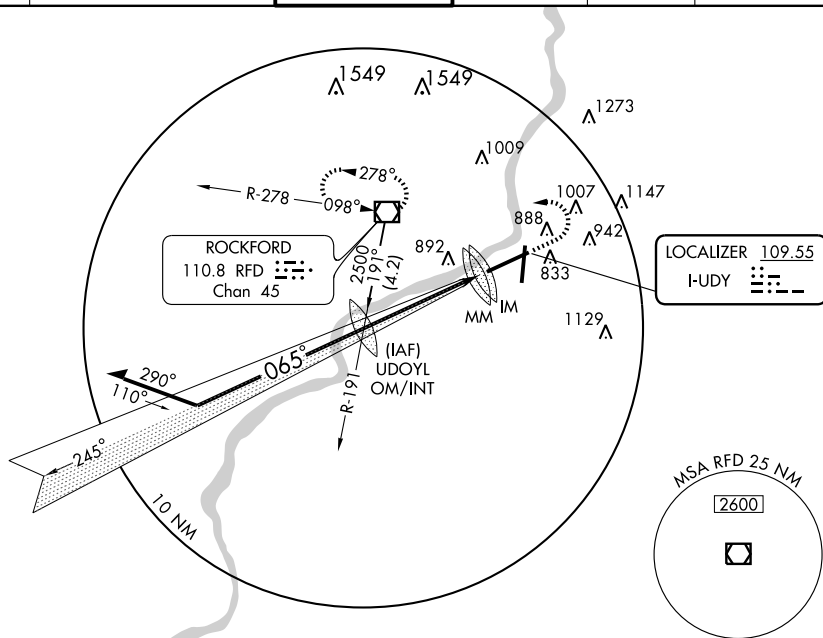 1549
1549
1273
1009
278°
R-278
098°
1007
1147
888
942
892
833
ROCKFORD
110.8 RFD
Chan 45
2500
191°
(4.2)
LOCALIZER 109.55
I-UDY
MM
IM
1129
(IAF)
UDOYL
OM/INT
065°
290°
110°
R-191
245°
10 NM
MSA RFD 25 NM
2600